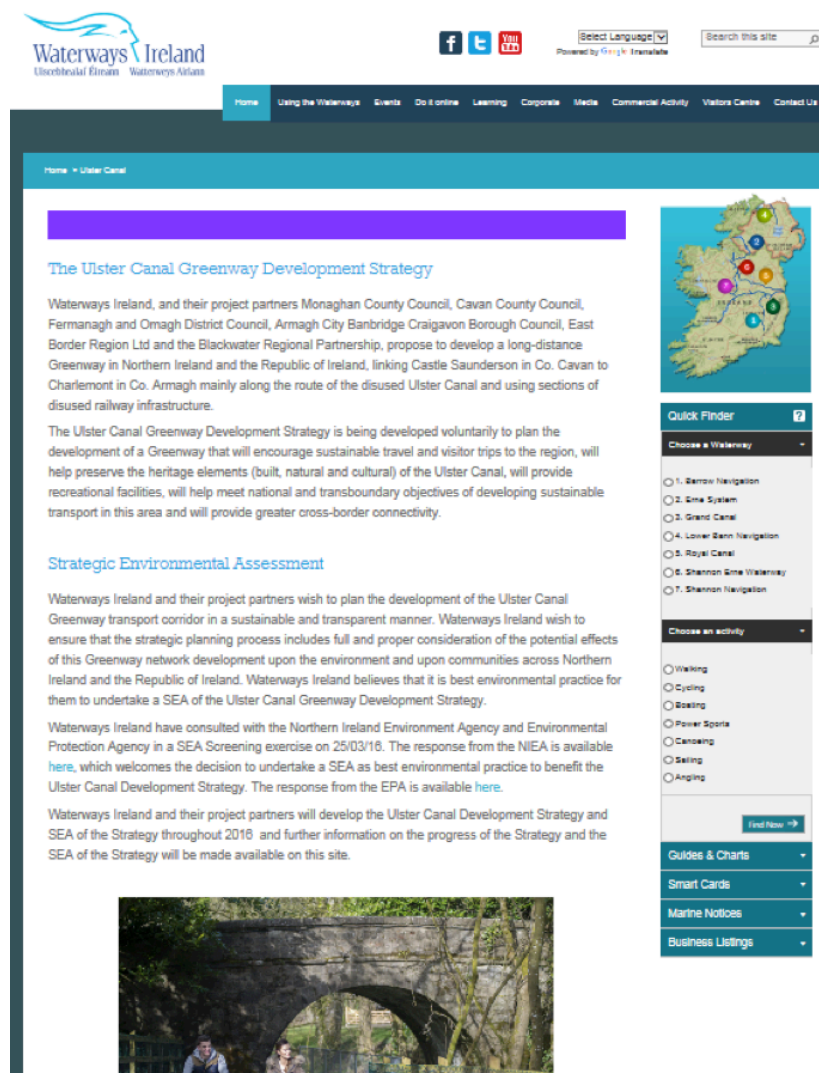 Waterways Ireland
Uiscebhealaí Éireann Watterweys Airlann
You
Select Language
Powered by Google Translate
Search this site
Home Using the Waterways Events Do it online Learning Corporate Media Commercial Activity Visitors Centre Contact Us
Home » Ulster Canal
The Ulster Canal Greenway Development Strategy
Waterways Ireland, and their project partners Monaghan County Council, Cavan County Council,
Fermanagh and Omagh District Council, Armagh City Banbridge Craigavon Borough Council, East
Border Region Ltd and the Blackwater Regional Partnership, propose to develop a long-distance
Greenway in Northern Ireland and the Republic of Ireland, linking Castle Saunderson in Co. Cavan to
Charlemont in Co. Armagh mainly along the route of the disused Ulster Canal and using sections of
disused railway infrastructure.
The Ulster Canal Greenway Development Strategy is being developed voluntarily to plan the
development of a Greenway that will encourage sustainable travel and visitor trips to the region, will
help preserve the heritage elements (built, natural and cultural) of the Ulster Canal, will provide
recreational facilities, will help meet national and transboundary objectives of developing sustainable
transport in this area and will provide greater cross-border connectivity.
Strategic Environmental Assessment
Waterways Ireland and their project partners wish to plan the development of the Ulster Canal
Greenway transport corridor in a sustainable and transparent manner. Waterways Ireland wish to
ensure that the strategic planning process includes full and proper consideration of the potential effects
of this Greenway network development upon the environment and upon communities across Northern
Ireland and the Republic of Ireland. Waterways Ireland believes that it is best environmental practice for
them to undertake a SEA of the Ulster Canal Greenway Development Strategy.
Waterways Ireland have consulted with the Northern Ireland Environment Agency and Environmental
Protection Agency in a SEA Screening exercise on 25/03/16. The response from the NIEA is available
here, which welcomes the decision to undertake a SEA as best environmental practice to benefit the
Ulster Canal Development Strategy. The response from the EPA is available here.
Waterways Ireland and their project partners will develop the Ulster Canal Development Strategy and
SEA of the Strategy throughout 2016 and further information on the progress of the Strategy and the
SEA of the Strategy will be made available on this site.
4
2
6
5
7
3
1
Quick Finder ?
Choose a Waterway
1. Barrow Navigation
2. Erne System
3. Grand Canal
4. Lower Bann Navigation
5. Royal Canal
6. Shannon Erne Waterway
7. Shannon Navigation
Choose an activity
Walking
Cycling
Boating
Power Sports
Canoeing
Sailing
Angling
Find Now
Guides & Charts
Smart Cards
Marine Notices
Business Listings